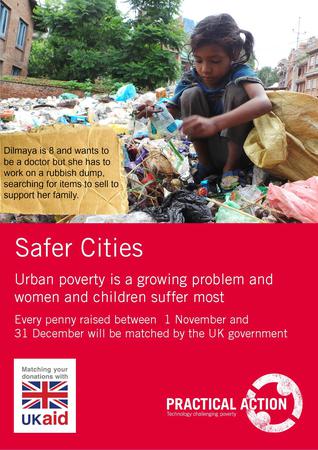 Dilmaya is 8 and wants to
be a doctor but she has to
work on a rubbish dump,
searching for items to sell to
support her family.
Safer Cities
Urban poverty is a growing problem and
women and children suffer most
Every penny raised between 1 November and
31 December will be matched by the UK government
Matching your
donations with
UKaid
PRACTICAL ACTION
Technology challenging poverty